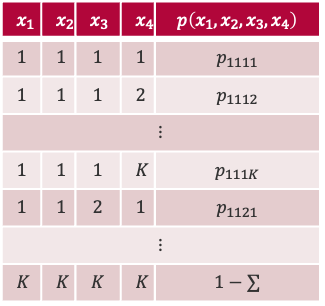 x₁ x₂ x₃ x₄ p(x₁, x₂, x₃, x₄)
1 1 1 1 p₁₁₁₁
1 1 1 2 p₁₁₁₂
⋮
1 1 1 K p₁₁₁K
1 1 2 1 p₁₁₂₁
⋮
K K K K 1 − ∑